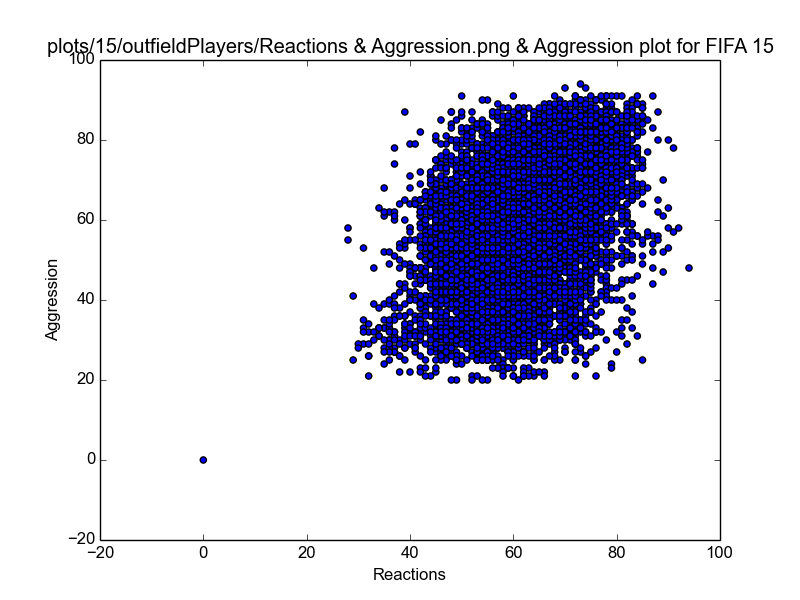 plots/15/outfieldPlayers/Reactions & Aggression.png & Aggression plot for FIFA 15
100
80
60
40
20
0
−20
−20 0 20 40 60 80 100
Aggression
Reactions